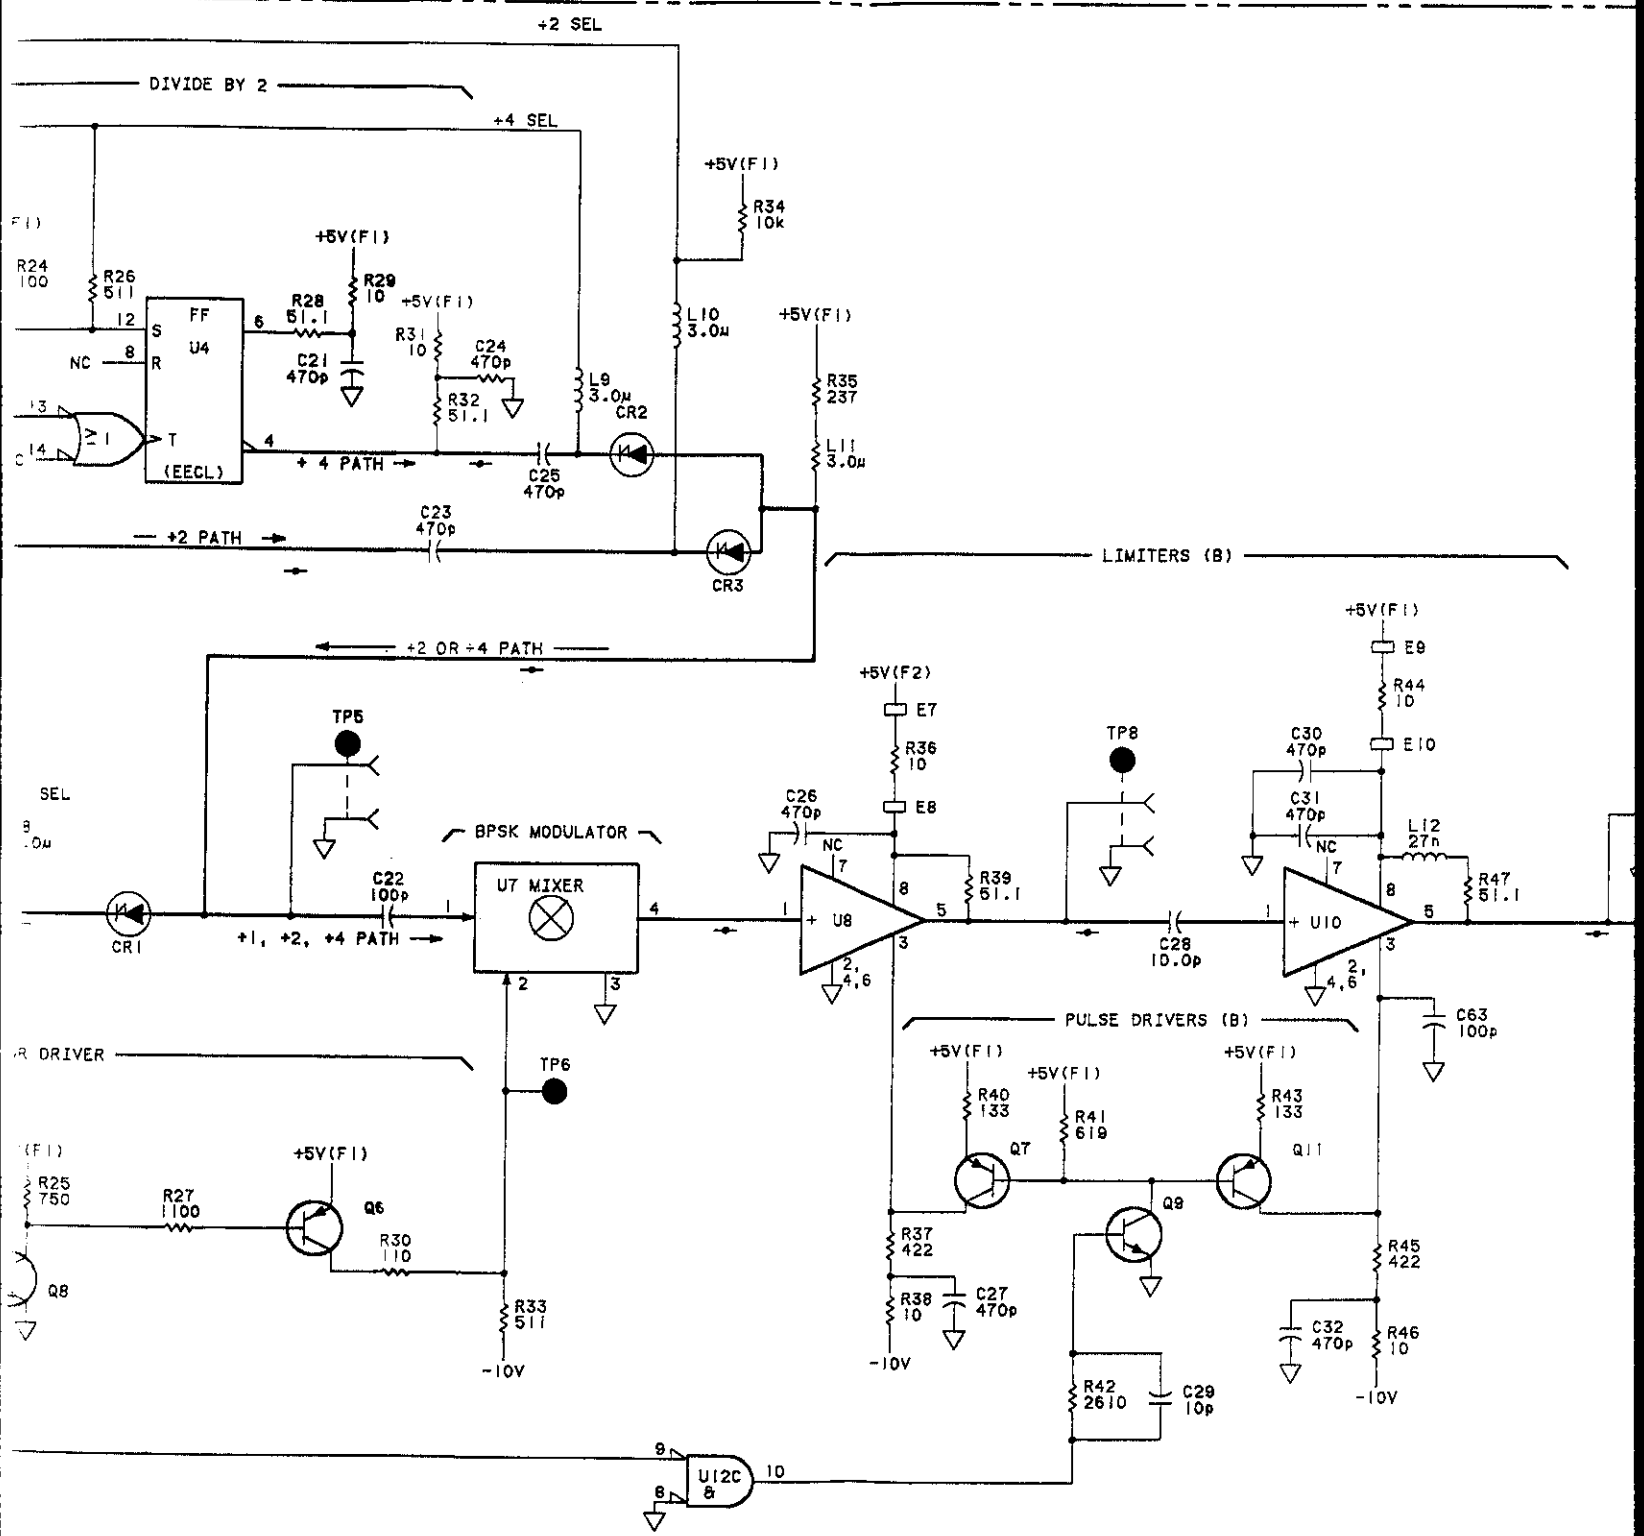 ÷2 SEL
DIVIDE BY 2
÷4 SEL
+5V(F1)
R34
10k
F1)
R24
100
R26
511
+5V(F1)
R29
10
R28
51.1
+5V(F1)
R31
10
C24
470p
R32
51.1
L10
3.0µ
+5V(F1)
R35
237
L11
3.0µ
L9
3.0µ
CR2
12
S
FF
U4
6
NC
8
R
C21
470p
13
14
≥1
T
4
(EECL)
÷4 PATH
C25
470p
C23
470p
÷2 PATH
CR3
LIMITERS (B)
÷2 OR ÷4 PATH
+5V(F1)
E9
R44
10
E10
+5V(F2)
E7
R36
10
E8
TP5
TP8
C30
470p
C31
470p
L12
27n
SEL
C26
470p
NC
7
BPSK MODULATOR
U7 MIXER
C22
100p
1
4
1
+ U8
8
5
3
2,
4,6
R39
51.1
NC
7
1
+ U10
8
5
3
2,
4,6
R47
51.1
C28
10.0p
CR1
÷1, ÷2, ÷4 PATH
2
3
PULSE DRIVERS (B)
C63
100p
R DRIVER
TP6
+5V(F1)
R40
133
+5V(F1)
R41
619
+5V(F1)
R43
133
Q7
Q11
(F1)
R25
750
R27
1100
+5V(F1)
Q6
R30
110
Q9
R37
422
R45
422
Q8
R33
511
-10V
R38
10
C27
470p
-10V
C32
470p
R46
10
-10V
R42
2610
C29
10p
9
8
U12C
&
10